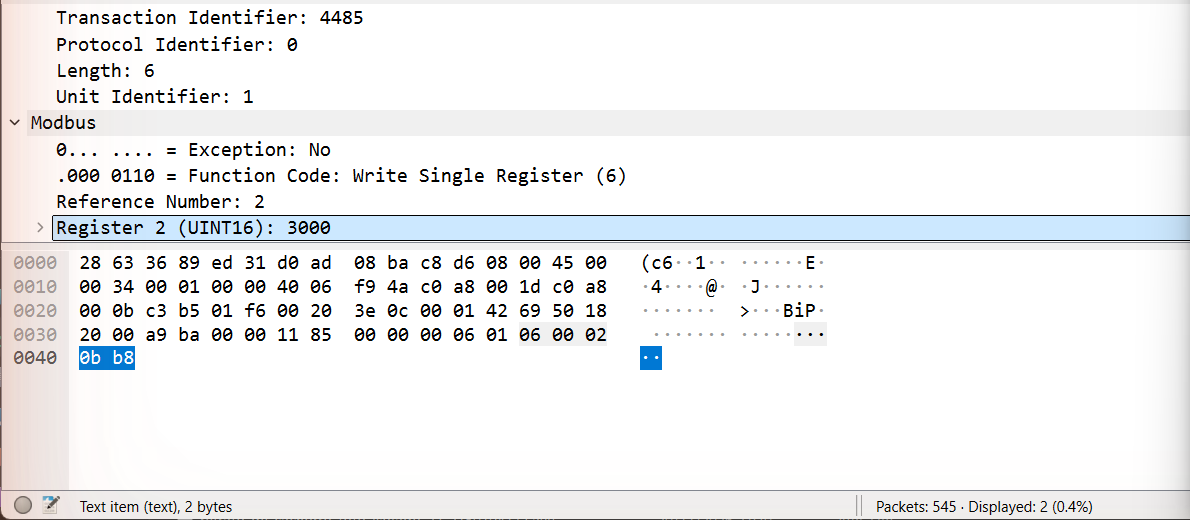 Transaction Identifier: 4485
Protocol Identifier: 0
Length: 6
Unit Identifier: 1
Modbus
0... .... = Exception: No
.000 0110 = Function Code: Write Single Register (6)
Reference Number: 2
Register 2 (UINT16): 3000
0000 28 63 36 89 ed 31 d0 ad 08 ba c8 d6 08 00 45 00 (c6··1·· ······E·
0010 00 34 00 01 00 00 40 06 f9 4a c0 a8 00 1d c0 a8 ·4····@· ·J······
0020 00 0b c3 b5 01 f6 00 20 3e 0c 00 01 42 69 50 18 ······· >···BiP·
0030 20 00 a9 ba 00 00 11 85 00 00 00 06 01 06 00 02 ······· ········
0040 0b b8 ··
Text item (text), 2 bytes
Packets: 545 · Displayed: 2 (0.4%)